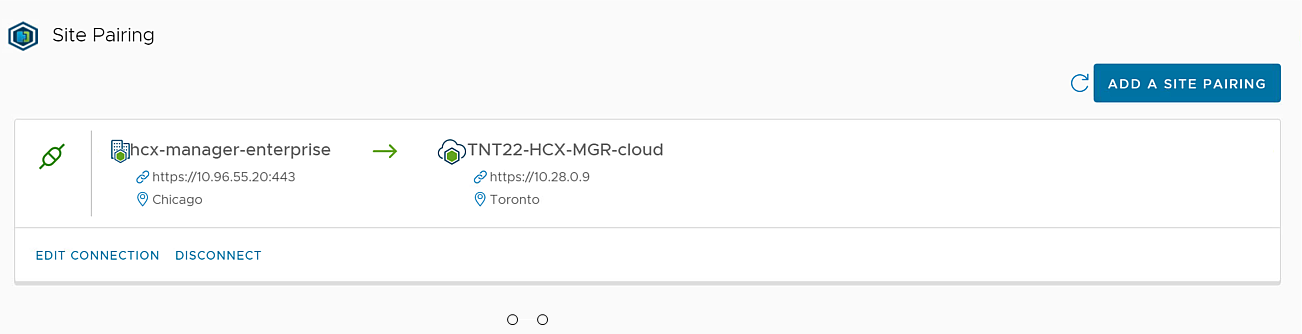 Site Pairing
ADD A SITE PAIRING
hcx-manager-enterprise
TNT22-HCX-MGR-cloud
https://10.96.55.20:443
https://10.28.0.9
Chicago
Toronto
EDIT CONNECTION DISCONNECT